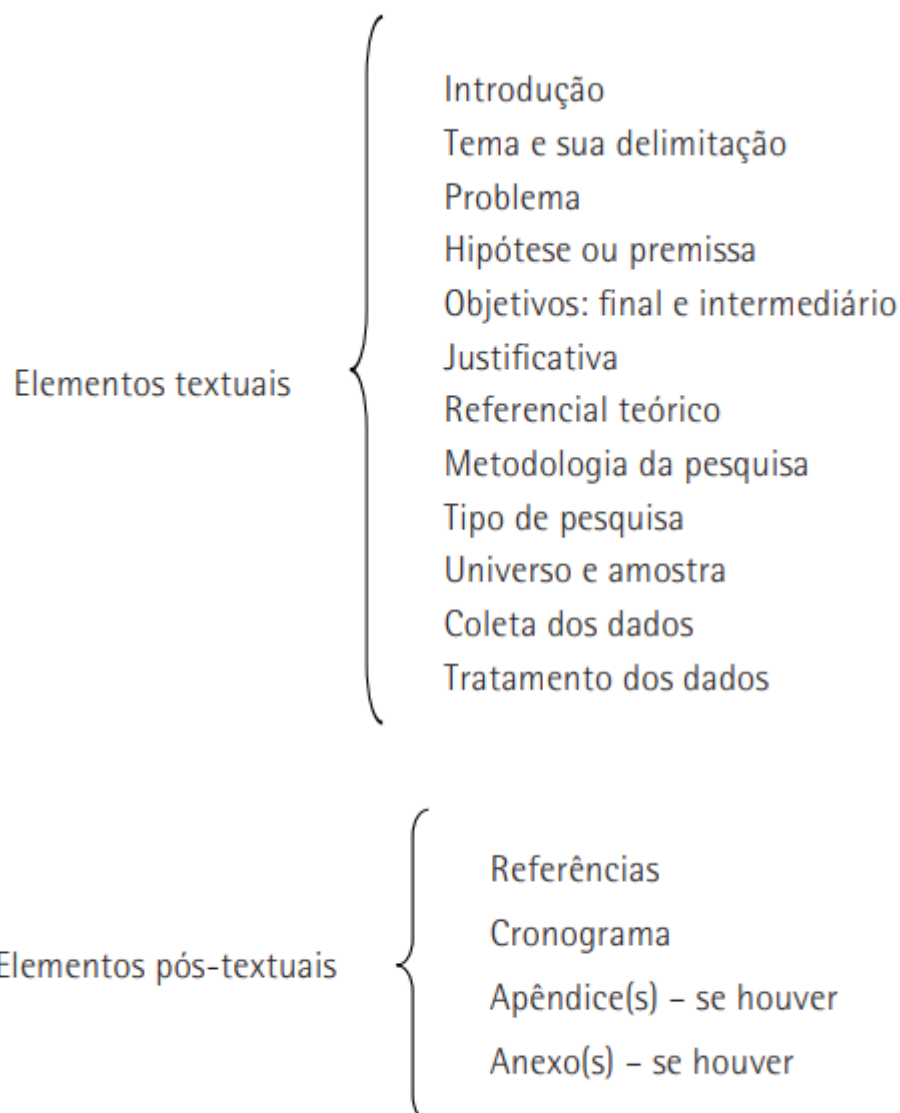 Introdução
Tema e sua delimitação
Problema
Hipótese ou premissa
Objetivos: final e intermediário
Elementos textuais
Justificativa
Referencial teórico
Metodologia da pesquisa
Tipo de pesquisa
Universo e amostra
Coleta dos dados
Tratamento dos dados
Referências
Cronograma
Elementos pós-textuais
Apêndice(s) – se houver
Anexo(s) – se houver